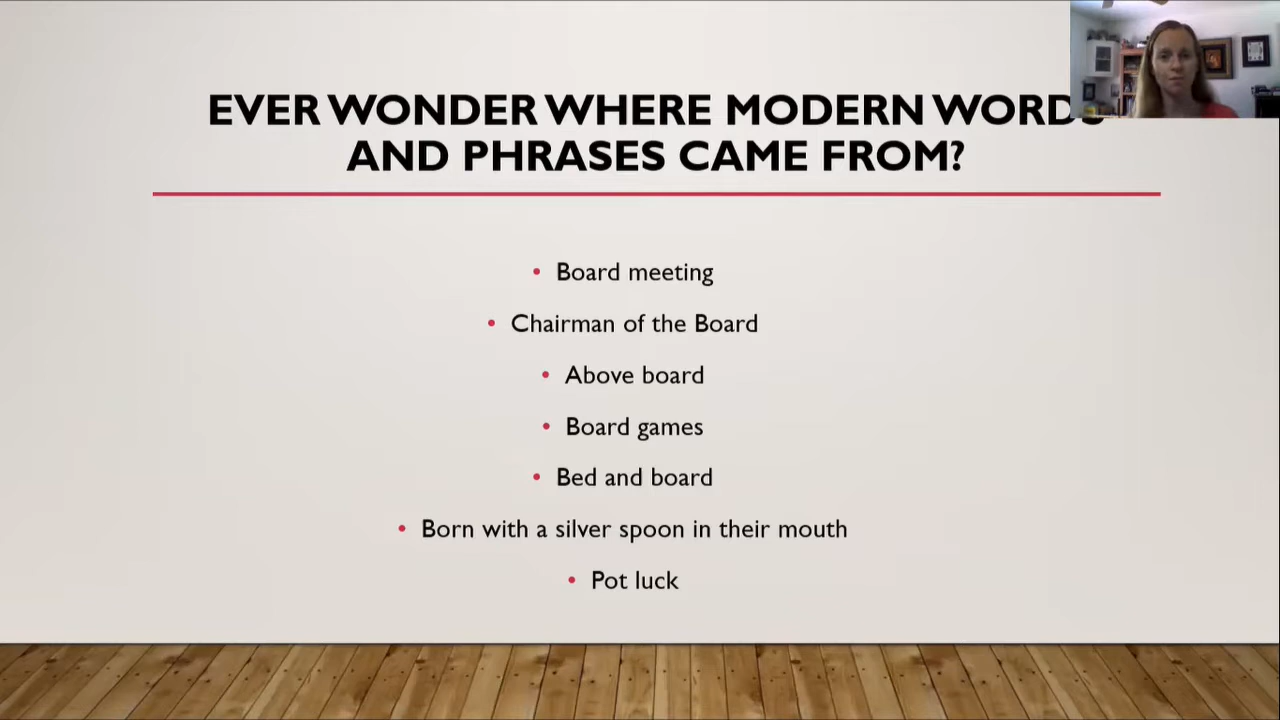 EVER WONDER WHERE MODERN WORDS
AND PHRASES CAME FROM?
• Board meeting
• Chairman of the Board
• Above board
• Board games
• Bed and board
• Born with a silver spoon in their mouth
• Pot luck